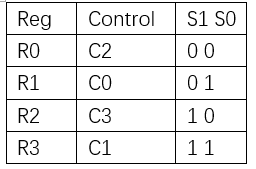 Reg Control S1 S0
R0 C2 0 0
R1 C0 0 1
R2 C3 1 0
R3 C1 1 1